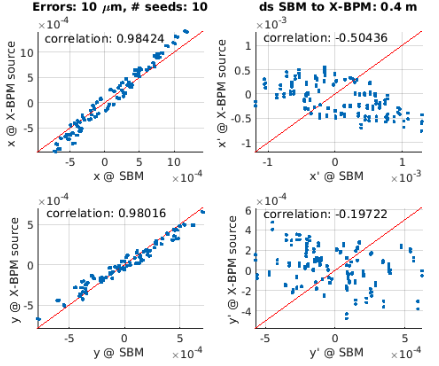 Errors: 10 μm, # seeds: 10
ds SBM to X-BPM: 0.4 m
×10⁻⁴
correlation: 0.98424
10
5
0
-5
x @ X-BPM source
-5 0 5 10
x @ SBM
×10⁻⁴
×10⁻³
correlation: -0.50436
1
0.5
0
-0.5
-1
x' @ X-BPM source
-1 0 1
x' @ SBM
×10⁻³
×10⁻⁴
correlation: 0.98016
5
0
-5
y @ X-BPM source
-5 0 5
y @ SBM
×10⁻⁴
×10⁻⁴
correlation: -0.19722
6
4
2
0
-2
-4
y' @ X-BPM source
-5 0 5
y' @ SBM
×10⁻⁴